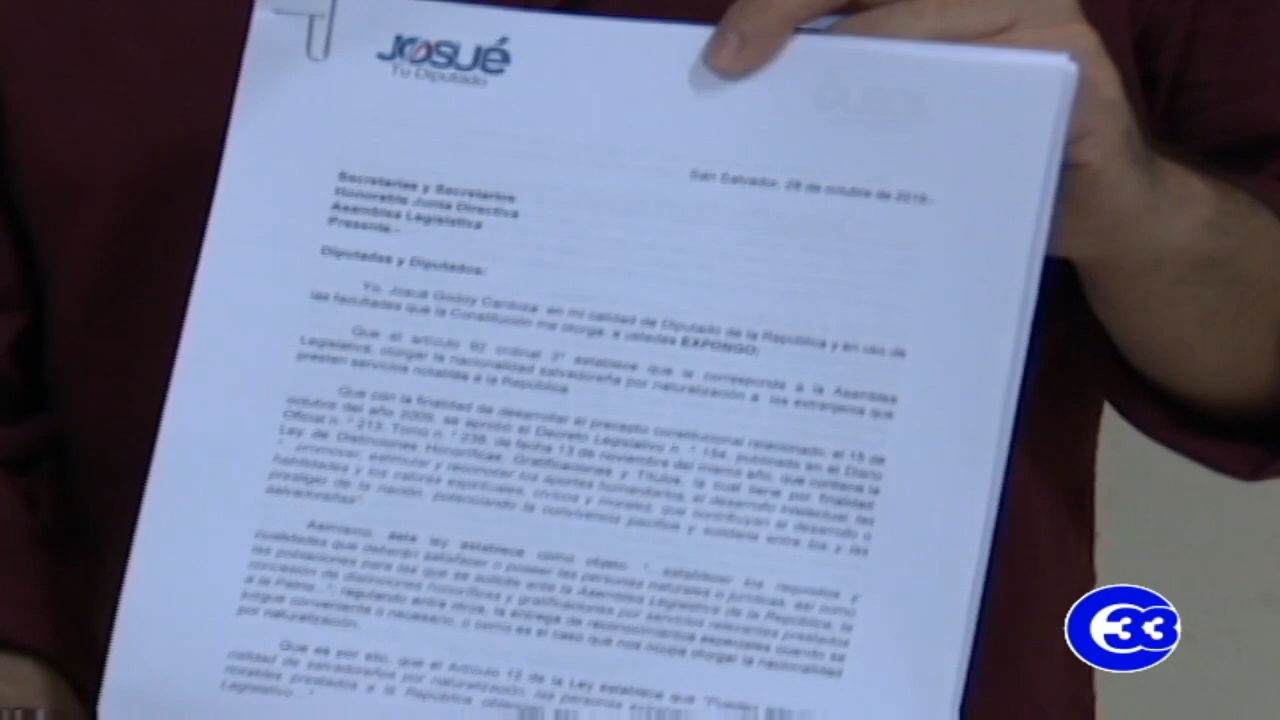 JOSUÉ
Tu Diputado
San Salvador, 28 de octubre de 2019.-
Secretarias y Secretarios
Honorable Junta Directiva
Asamblea Legislativa
Presente.-
Diputadas y Diputados:
Yo, Josué Godoy Cardoza en mi calidad de Diputado de la República y en uso de
las facultades que la Constitución me otorga, a ustedes EXPONGO:
Que el artículo 92 ordinal 3° establece que le corresponde a la Asamblea
Legislativa, otorgar la nacionalidad salvadoreña por naturalización a los extranjeros que
presten servicios notables a la República.
Que con la finalidad de desarrollar el precepto constitucional relacionado, el 15 de
octubre del año 2009, se aprobó el Decreto Legislativo n. ° 154, publicado en el Diario
Oficial n. ° 213, Tomo n. ° 238, de fecha 13 de noviembre del mismo año, que contiene la
Ley de Distinciones Honoríficas, Gratificaciones y Títulos, la cual tiene por finalidad
" promover, estimular y reconocer los aportes humanitarios, el desarrollo intelectual, las
habilidades y los valores espirituales, cívicos y morales, que contribuyan al desarrollo o
prestigio de la nación, potenciando la convivencia pacífica y solidaria entre los y las
salvadoreñas".
Asimismo, esta ley establece como objeto " establecer los requisitos y
cualidades que deberán satisfacer o poseer las personas naturales o jurídicas, así como
las poblaciones para las que se solicite ante la Asamblea Legislativa de la República, la
concesión de distinciones honoríficas y gratificaciones por servicios relevantes prestados
a la Patria...", regulando entre otros, la entrega de reconocimientos especiales cuando se
juzgue conveniente o necesario, o como es el caso que nos ocupa otorgar la nacionalidad
por naturalización.
Que es por ello, que el Artículo 12 de la Ley establece que "Pueden
calidad de salvadoreños por naturalización, las personas
notables prestados a la República
Legislativo..."
33